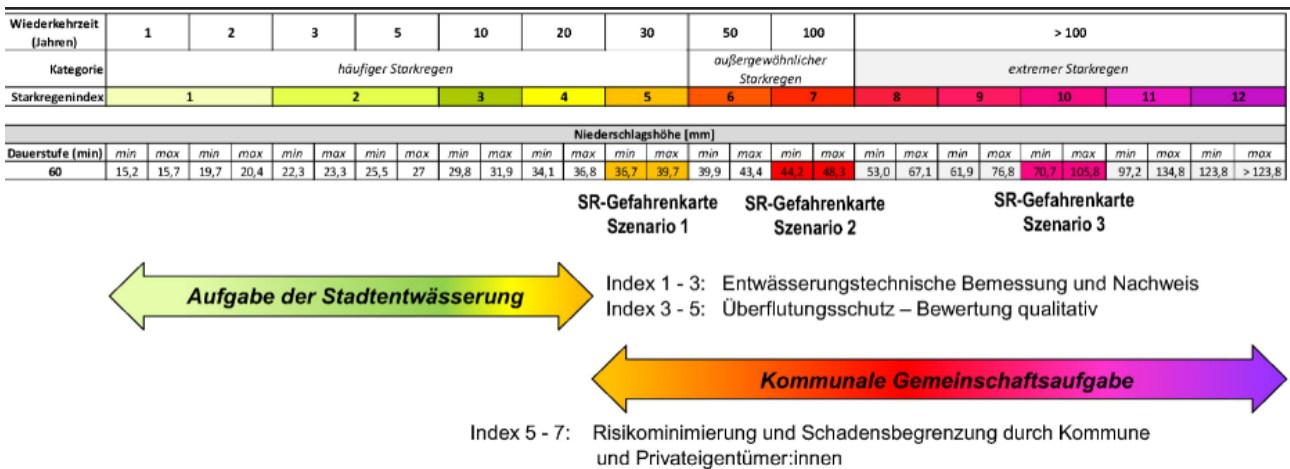 Wiederkehrzeit (Jahren) 1 2 3 5 10 20 30 50 100 > 100
Kategorie häufiger Starkregen außergewöhnlicher Starkregen extremer Starkregen
Starkregenindex 1 2 3 4 5 6 7 8 9 10 11 12
Niederschlagshöhe [mm]
Dauerstufe (min) min max min max min max min max min max min max min max min max min max min max min max min max min max min max
60 15,2 15,7 19,7 20,4 22,3 23,3 25,5 27 29,8 31,9 34,1 36,8 36,7 39,7 39,9 43,4 44,2 48,3 53,0 67,1 61,9 76,8 70,7 105,8 97,2 134,8 123,8 > 123,8
SR-Gefahrenkarte Szenario 1
SR-Gefahrenkarte Szenario 2
SR-Gefahrenkarte Szenario 3
Aufgabe der Stadtentwässerung
Index 1 - 3: Entwässerungstechnische Bemessung und Nachweis
Index 3 - 5: Überflutungsschutz – Bewertung qualitativ
Kommunale Gemeinschaftsaufgabe
Index 5 - 7: Risikominimierung und Schadensbegrenzung durch Kommune
und Privateigentümer:innen